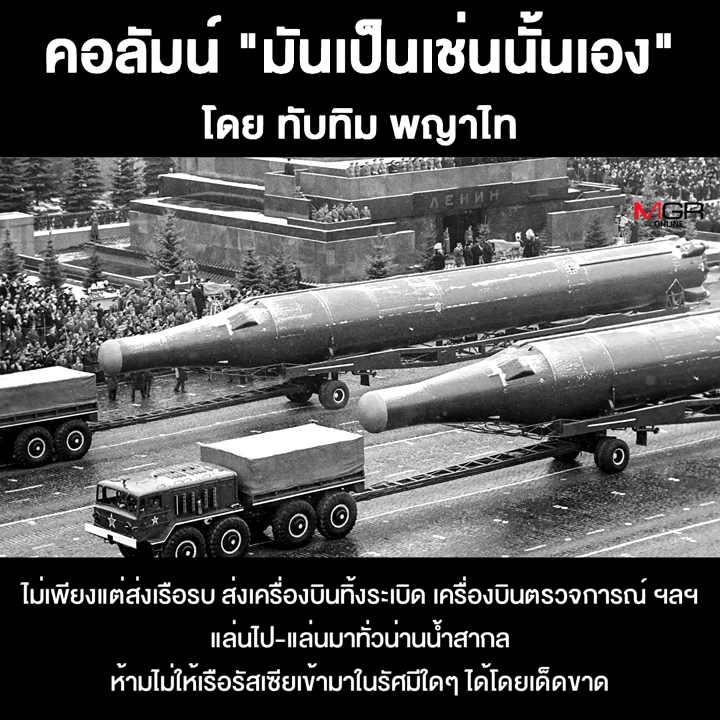 คอลัมน์ "มันเป็นเช่นนั้นเอง"
โดย ทับทิม พญาไท
ЛЕНИН
MGR
ONLINE
ไม่เพียงแต่ส่งเรือรบ ส่งเครื่องบินทิ้งระเบิด เครื่องบินตรวจการณ์ ฯลฯ
แล่นไป-แล่นมาทั่วน่านน้ำสากล
ห้ามไม่ให้เรือรัสเซียเข้ามาในรัศมีใดๆ ได้โดยเด็ดขาด